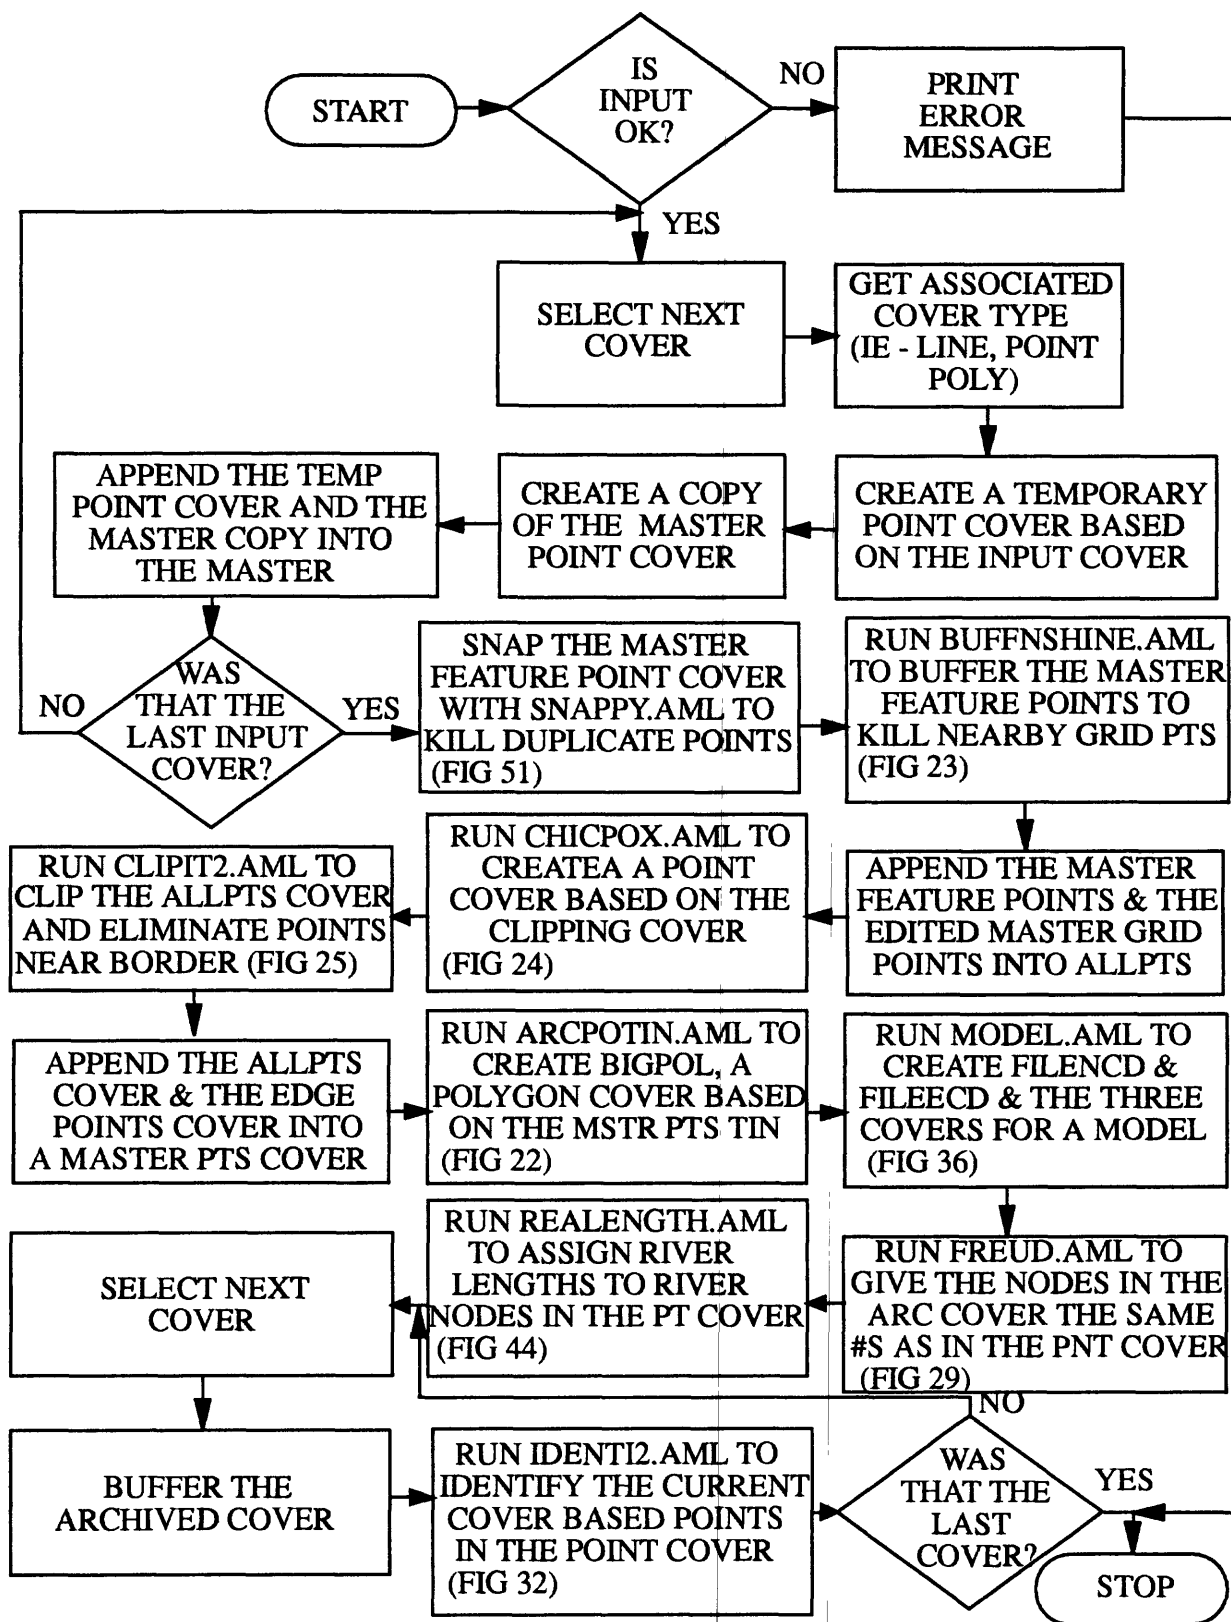 START
IS
INPUT
OK?
NO
PRINT
ERROR
MESSAGE
YES
SELECT NEXT
COVER
GET ASSOCIATED
COVER TYPE
(IE - LINE, POINT
POLY)
APPEND THE TEMP
POINT COVER AND THE
MASTER COPY INTO
THE MASTER
CREATE A COPY
OF THE MASTER
POINT COVER
CREATE A TEMPORARY
POINT COVER BASED
ON THE INPUT COVER
NO
WAS
THAT THE
LAST INPUT
COVER?
YES
SNAP THE MASTER
FEATURE POINT COVER
WITH SNAPPY.AML TO
KILL DUPLICATE POINTS
(FIG 51)
RUN BUFFNSHINE.AML
TO BUFFER THE MASTER
FEATURE POINTS TO
KILL NEARBY GRID PTS
(FIG 23)
RUN CLIPIT2.AML TO
CLIP THE ALLPTS COVER
AND ELIMINATE POINTS
NEAR BORDER (FIG 25)
RUN CHICPOX.AML TO
CREATEA A POINT
COVER BASED ON THE
CLIPPING COVER
(FIG 24)
APPEND THE MASTER
FEATURE POINTS & THE
EDITED MASTER GRID
POINTS INTO ALLPTS
APPEND THE ALLPTS
COVER & THE EDGE
POINTS COVER INTO
A MASTER PTS COVER
RUN ARCPOTIN.AML TO
CREATE BIGPOL, A
POLYGON COVER BASED
ON THE MSTR PTS TIN
(FIG 22)
RUN MODEL.AML TO
CREATE FILENCD &
FILEECD & THE THREE
COVERS FOR A MODEL
(FIG 36)
SELECT NEXT
COVER
RUN REALENGTH.AML
TO ASSIGN RIVER
LENGTHS TO RIVER
NODES IN THE PT COVER
(FIG 44)
RUN FREUD.AML TO
GIVE THE NODES IN THE
ARC COVER THE SAME
#S AS IN THE PNT COVER
(FIG 29)
NO
BUFFER THE
ARCHIVED COVER
RUN IDENTI2.AML TO
IDENTIFY THE CURRENT
COVER BASED POINTS
IN THE POINT COVER
(FIG 32)
WAS
THAT THE
LAST
COVER?
YES
STOP